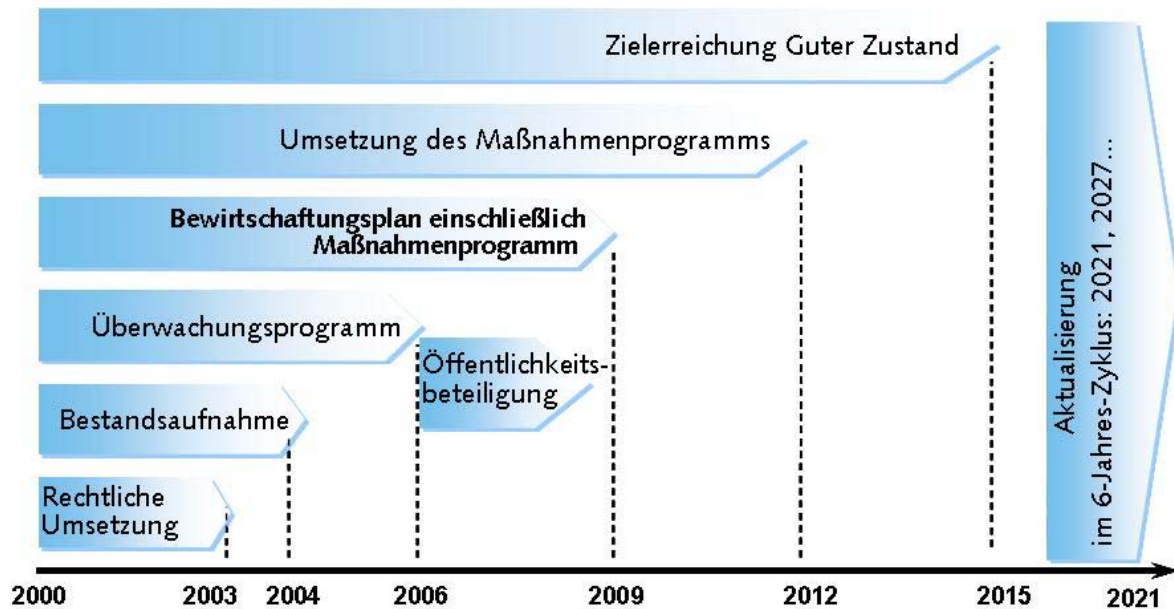 Zielerreichung Guter Zustand
Umsetzung des Maßnahmenprogramms
Bewirtschaftungsplan einschließlich
Maßnahmenprogramm
Überwachungsprogramm
Öffentlichkeits-
beteiligung
Bestandsaufnahme
Rechtliche
Umsetzung
Aktualisierung
im 6-Jahres-Zyklus: 2021, 2027...
2000 2003 2004 2006 2009 2012 2015 2021